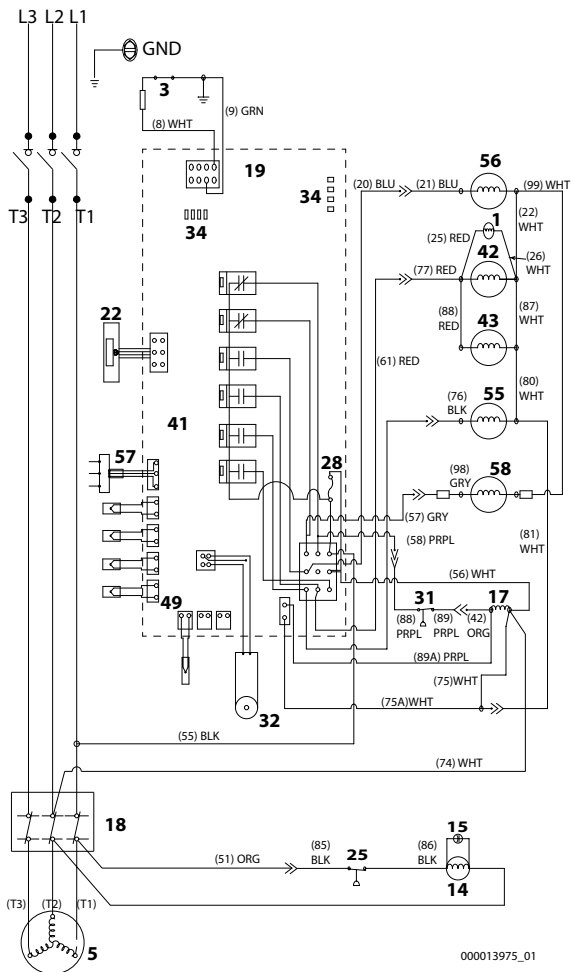 L3 L2 L1
GND
3
(9) GRN
(8) WHT
19
34
34
(20) BLU
(21) BLU
56
(99) WHT
(22)
WHT
1
(25) RED
42
(26)
WHT
(77) RED
T3 T2 T1
(88)
RED
43
(87)
WHT
22
(61) RED
(80)
WHT
(76)
BLK
55
41
57
28
(98)
GRY
58
(57) GRY
(58) PRPL
(81)
WHT
(56) WHT
49
31
17
(88)
PRPL
(89)
PRPL
(42)
ORG
(89A) PRPL
(75)WHT
32
(75A)WHT
(55) BLK
(74) WHT
18
15
(51) ORG
(85)
BLK
25
(86)
BLK
14
(T3) (T2) (T1)
5
000013975_01